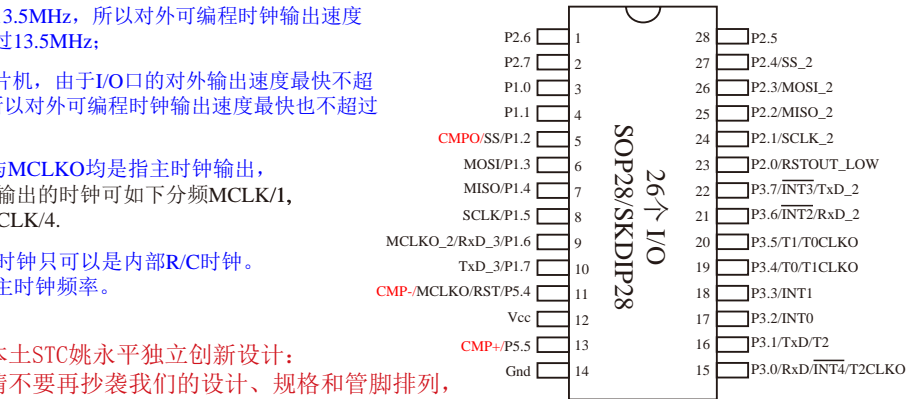 13.5MHz，所以对外可编程时钟输出速度
过13.5MHz；
片机，由于I/O口的对外输出速度最快不超
所以对外可编程时钟输出速度最快也不超过
与MCLKO均是指主时钟输出，
输出的时钟可如下分频MCLK/1,
CLK/4.
时钟只可以是内部R/C时钟。
主时钟频率。
本土STC姚永平独立创新设计：
请不要再抄袭我们的设计、规格和管脚排列，
P2.6 1
P2.7 2
P1.0 3
P1.1 4
CMPO/SS/P1.2 5
MOSI/P1.3 6
MISO/P1.4 7
SCLK/P1.5 8
MCLKO_2/RxD_3/P1.6 9
TxD_3/P1.7 10
CMP-/MCLKO/RST/P5.4 11
Vcc 12
CMP+/P5.5 13
Gnd 14
26个 I/O
SOP28/SKDIP28
28 P2.5
27 P2.4/SS_2
26 P2.3/MOSI_2
25 P2.2/MISO_2
24 P2.1/SCLK_2
23 P2.0/RSTOUT_LOW
22 P3.7/INT3/TxD_2
21 P3.6/INT2/RxD_2
20 P3.5/T1/T0CLKO
19 P3.4/T0/T1CLKO
18 P3.3/INT1
17 P3.2/INT0
16 P3.1/TxD/T2
15 P3.0/RxD/INT4/T2CLKO